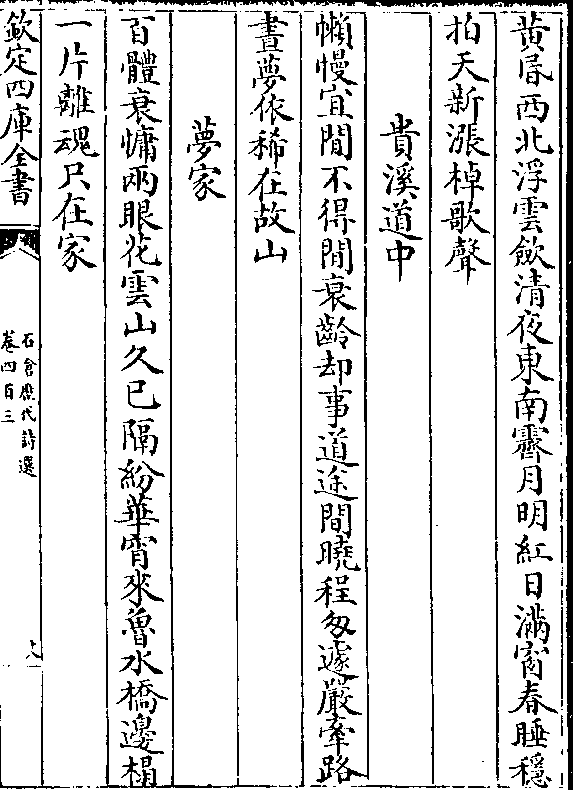 黄昏西北浮雲歛清夜東南霽月明紅日滿窗春睡穩
拍天新漲棹歌聲
貴溪道中
懶慢宜閒不得閒衰齡却事道途間曉程匆遽嚴牽路
晝夢依稀在故山
夢家
百體衰慵兩眼花雲山久已隔紛華宵來魯水橋邊榻
一片離魂只在家
欽定四庫全書
石倉歷代詩選
卷四百三